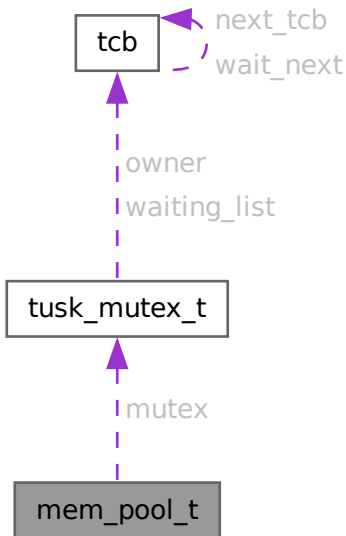 next_tcb
tcb
wait_next
owner
waiting_list
tusk_mutex_t
mutex
mem_pool_t